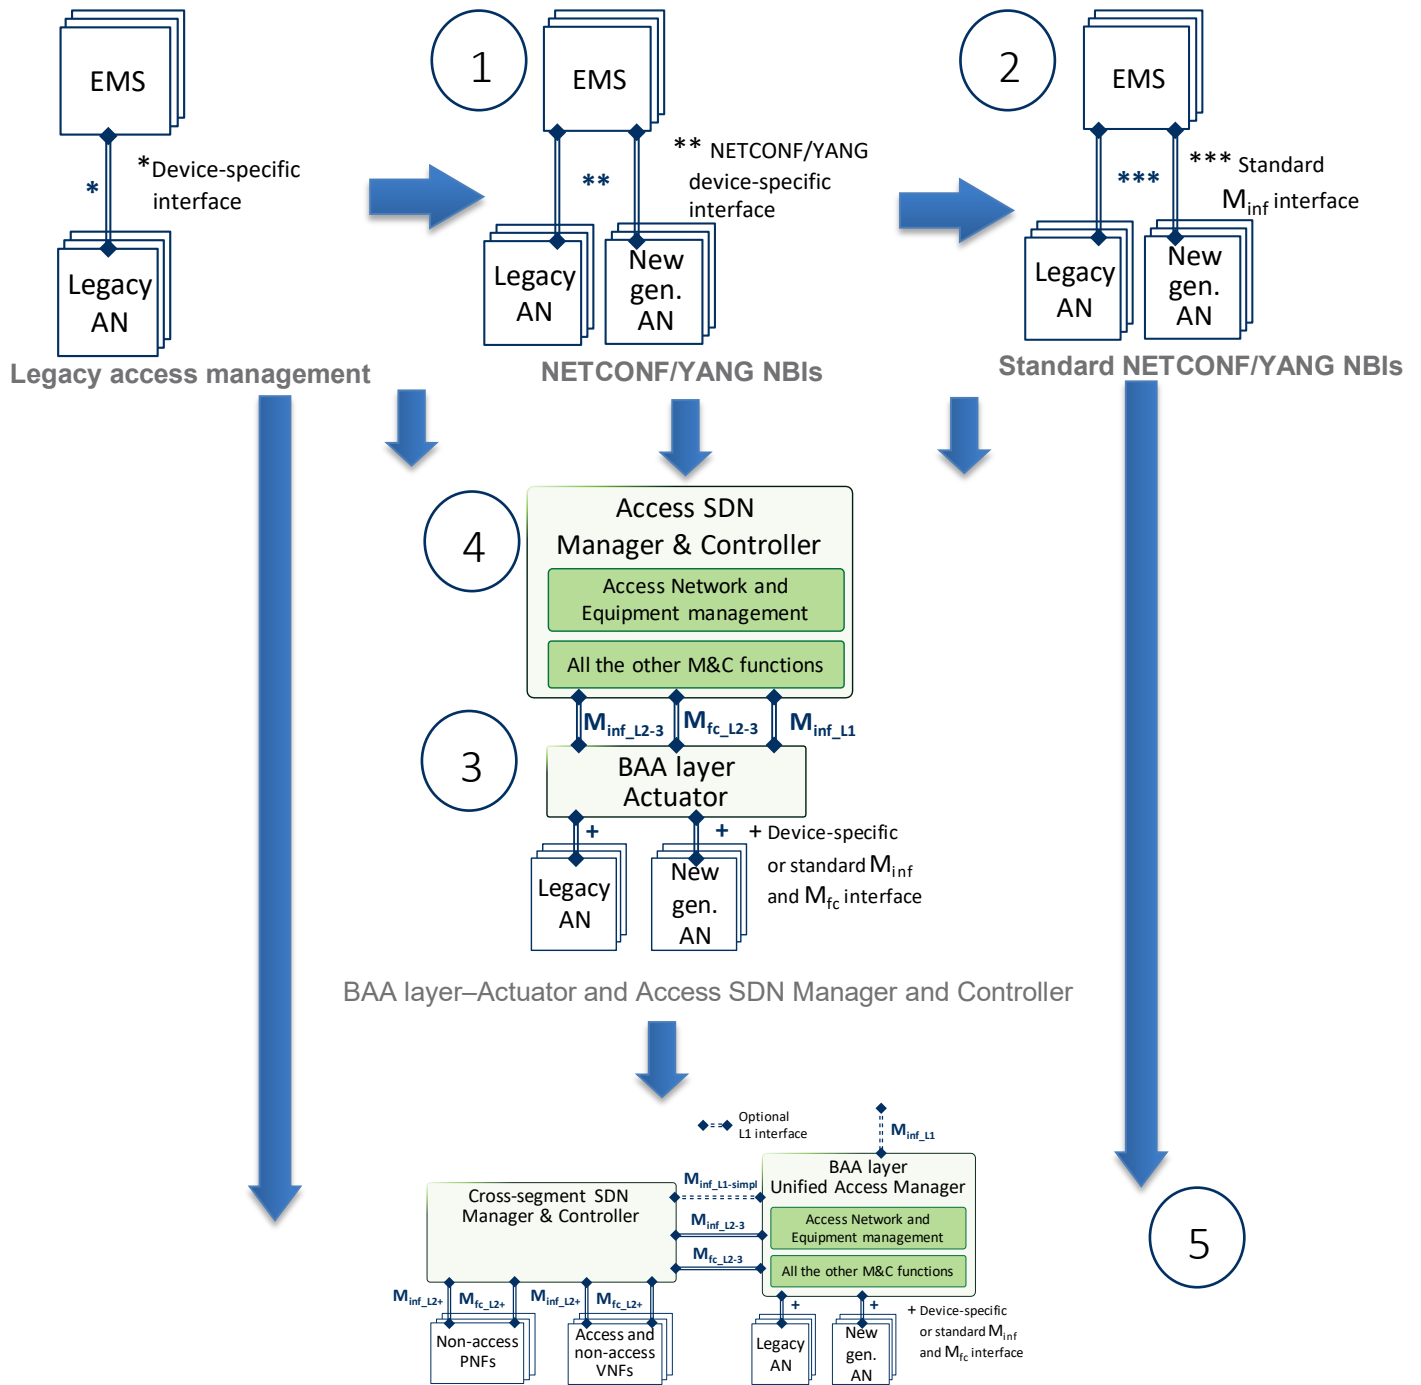 EMS
*
*Device-specific
interface
Legacy
AN
Legacy access management
1
EMS
**
** NETCONF/YANG
device-specific
interface
Legacy
AN
New
gen.
AN
NETCONF/YANG NBIs
2
EMS
***
*** Standard
Minf interface
Legacy
AN
New
gen.
AN
Standard NETCONF/YANG NBIs
4
Access SDN
Manager & Controller
Access Network and
Equipment management
All the other M&C functions
Minf_L2-3
Mfc_L2-3
Minf_L1
3
BAA layer
Actuator
+
+
+ Device-specific
or standard Minf
and Mfc interface
Legacy
AN
New
gen.
AN
BAA layer–Actuator and Access SDN Manager and Controller
Optional
L1 interface
Minf_L1
Cross-segment SDN
Manager & Controller
Minf_L1-simpl
Minf_L2-3
Mfc_L2-3
BAA layer
Unified Access Manager
Access Network and
Equipment management
All the other M&C functions
5
Minf_L2+
Mfc_L2+
Minf_L2+
Mfc_L2+
Non-access
PNFs
Access and
non-access
VNFs
+
+
Legacy
AN
New
gen.
AN
+ Device-specific
or standard Minf
and Mfc interface